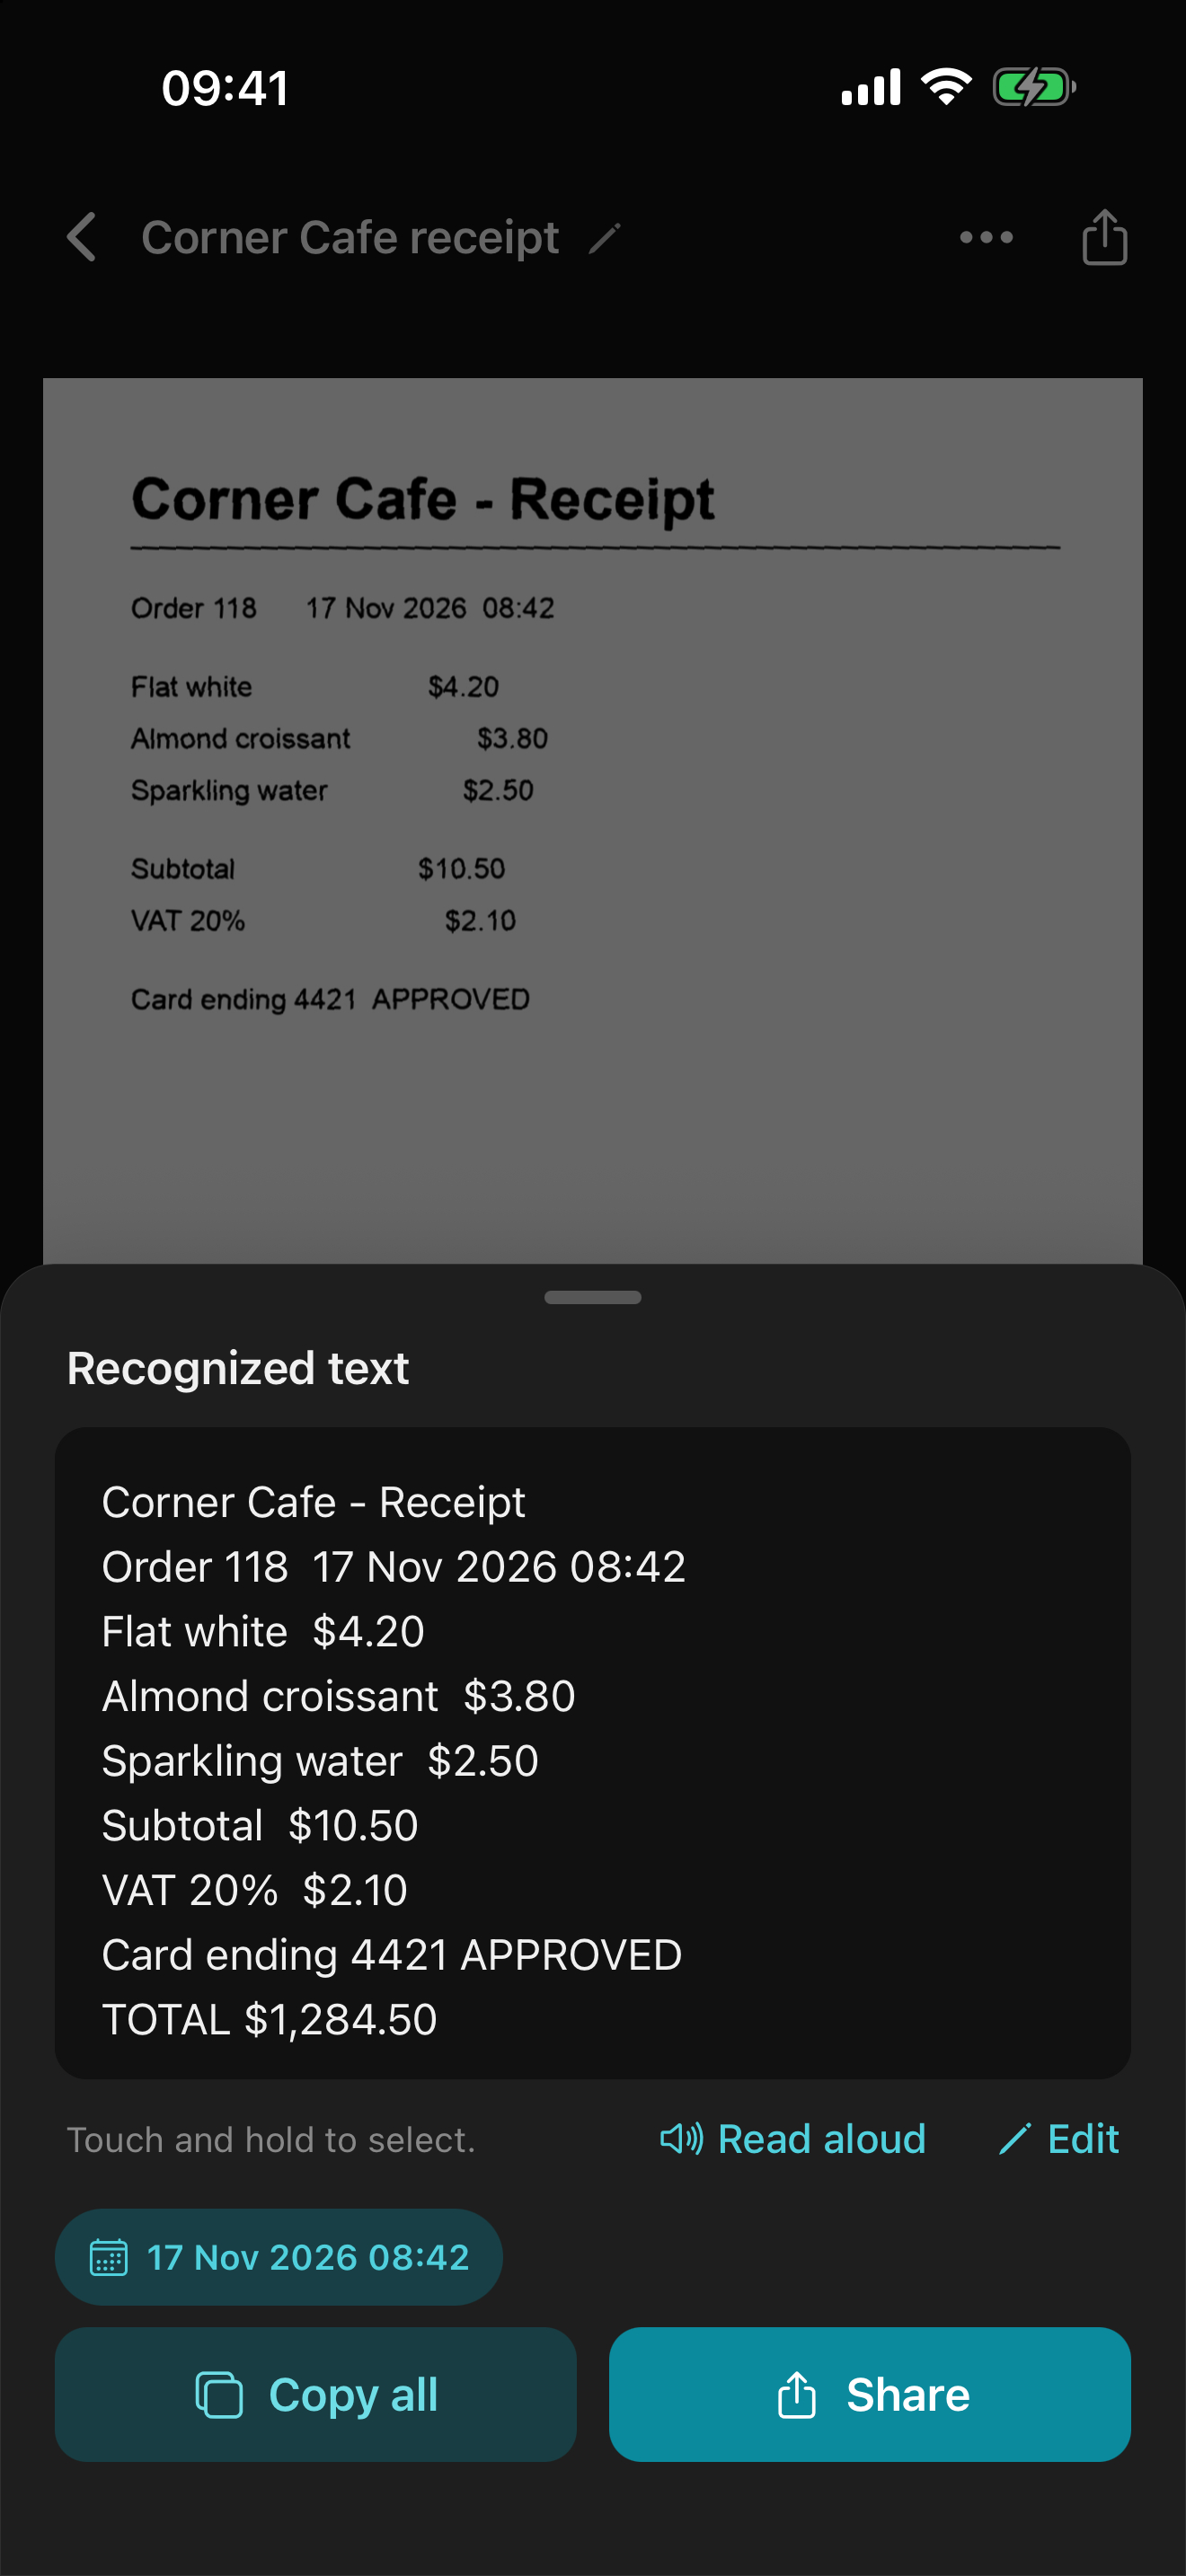 09:41
Corner Cafe receipt
Corner Cafe - Receipt
Order 118 17 Nov 2026 08:42
Flat white $4.20
Almond croissant $3.80
Sparkling water $2.50
Subtotal $10.50
VAT 20% $2.10
Card ending 4421 APPROVED
Recognized text
Corner Cafe - Receipt
Order 118 17 Nov 2026 08:42
Flat white $4.20
Almond croissant $3.80
Sparkling water $2.50
Subtotal $10.50
VAT 20% $2.10
Card ending 4421 APPROVED
TOTAL $1,284.50
Touch and hold to select. Read aloud Edit
17 Nov 2026 08:42
Copy all Share